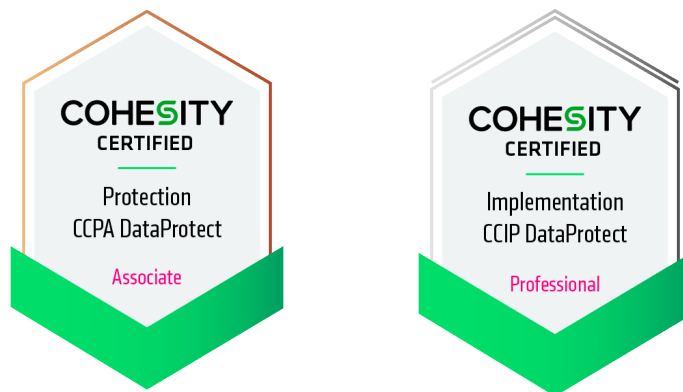 COHESITY
CERTIFIED
Protection
CCPA DataProtect
Associate
COHESITY
CERTIFIED
Implementation
CCIP DataProtect
Professional